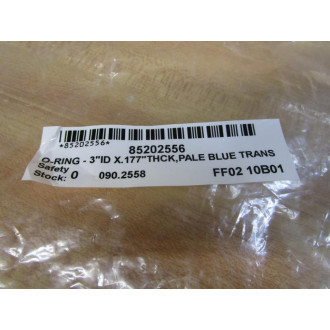 *85202556*
85202556
O-RING - 3"ID X.177"THCK,PALE BLUE TRANS
Safety
Stock: 0 090.2558 FF02 10B01